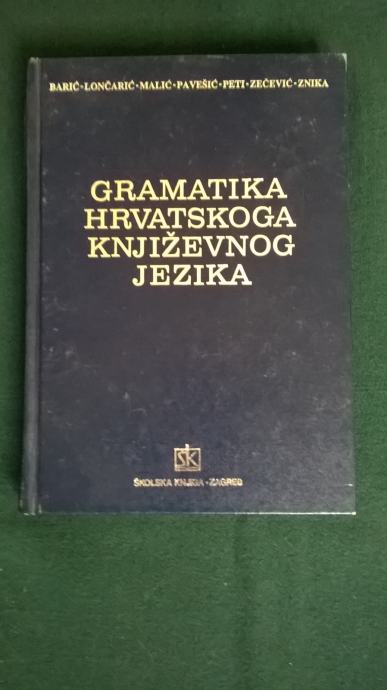 BARIĆ·LONČARIĆ·MALIĆ·PAVEŠIĆ·PETI·ZEČEVIĆ·ZNIKA
GRAMATIKA
HRVATSKOGA
KNJIŽEVNOG
JEZIKA
ŠK
ŠKOLSKA KNJIGA·ZAGREB